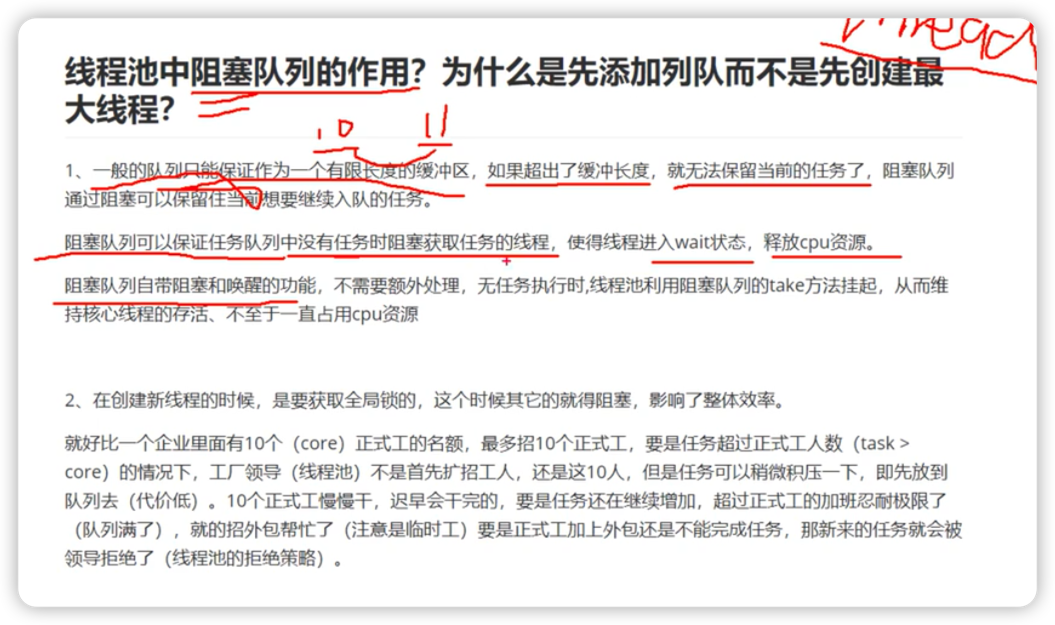 Thread
线程池中阻塞队列的作用？为什么是先添加列队而不是先创建最
大线程？
10 11
1、一般的队列只能保证作为一个有限长度的缓冲区，如果超出了缓冲长度，就无法保留当前的任务了，阻塞队列
通过阻塞可以保留住当前想要继续入队的任务。
阻塞队列可以保证任务队列中没有任务时阻塞获取任务的线程，使得线程进入wait状态，释放cpu资源。
阻塞队列自带阻塞和唤醒的功能，不需要额外处理，无任务执行时,线程池利用阻塞队列的take方法挂起，从而维
持核心线程的存活、不至于一直占用cpu资源
2、在创建新线程的时候，是要获取全局锁的，这个时候其它的就得阻塞，影响了整体效率。
就好比一个企业里面有10个（core）正式工的名额，最多招10个正式工，要是任务超过正式工人数（task >
core）的情况下，工厂领导（线程池）不是首先扩招工人，还是这10人，但是任务可以稍微积压一下，即先放到
队列去（代价低）。10个正式工慢慢干，迟早会干完的，要是任务还在继续增加，超过正式工的加班忍耐极限了
（队列满了），就的招外包帮忙了（注意是临时工）要是正式工加上外包还是不能完成任务，那新来的任务就会被
领导拒绝了（线程池的拒绝策略）。